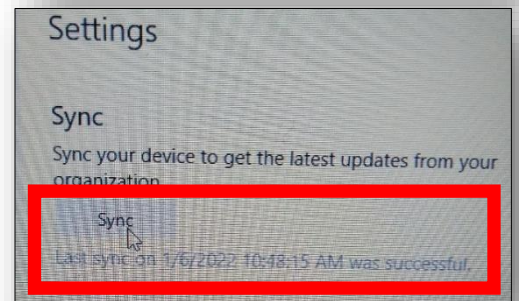 Settings
Sync
Sync your device to get the latest updates from your
organization
Sync
Last sync on 1/6/2022 10:48:15 AM was successful.